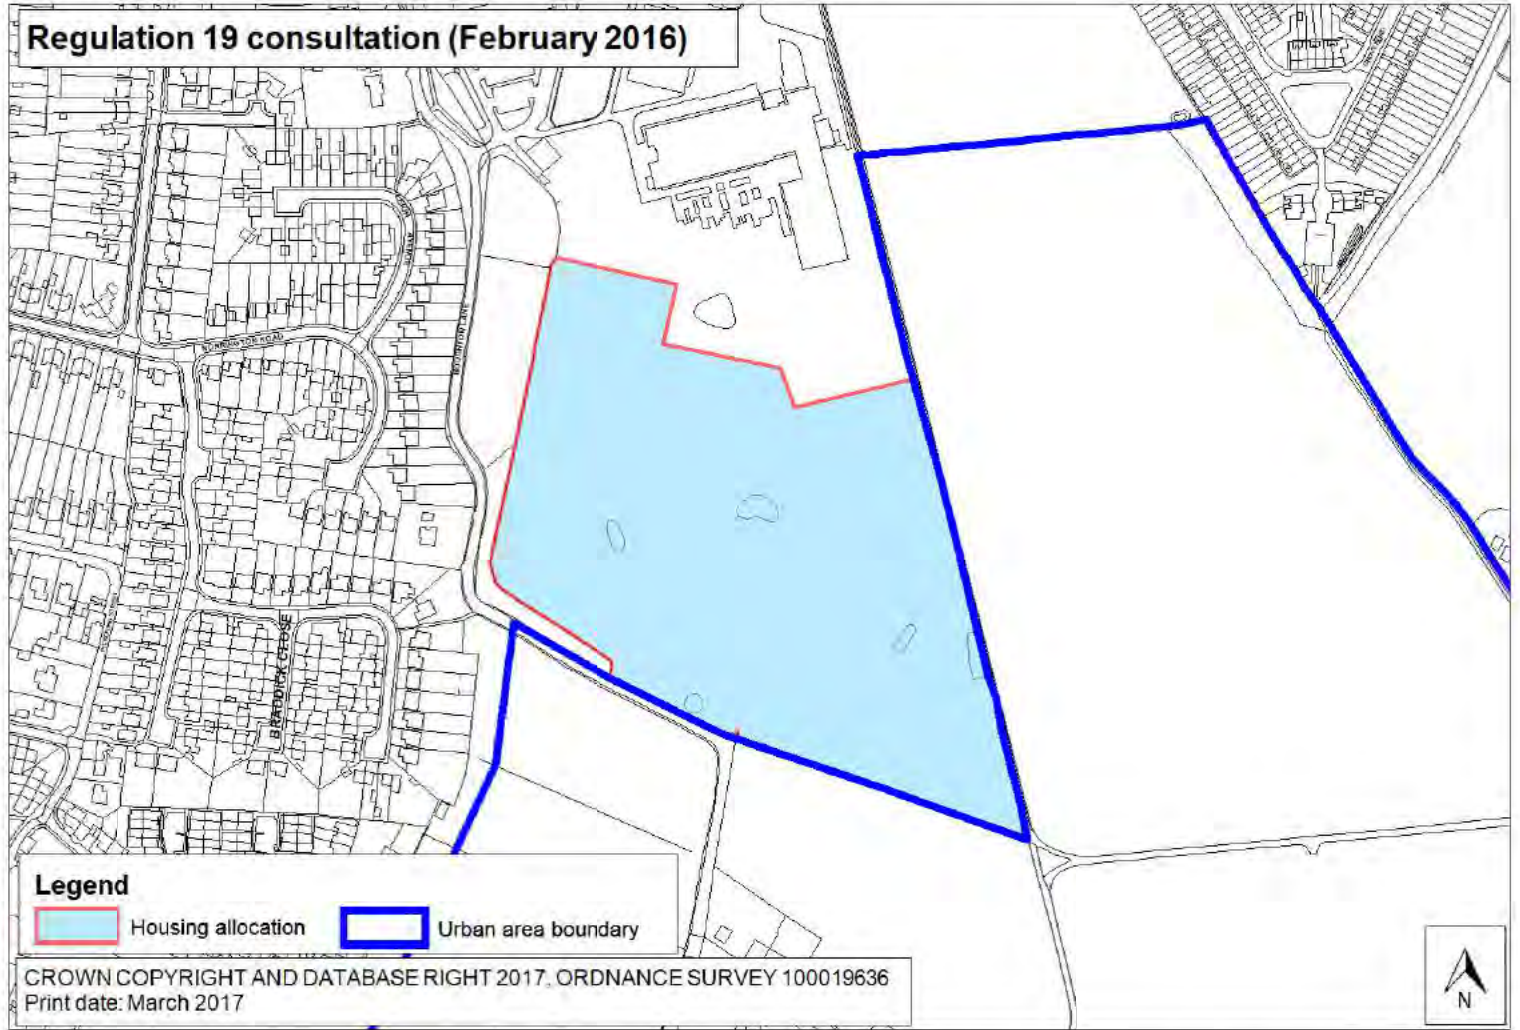 Regulation 19 consultation (February 2016)
BRADDICK CLOSE
Legend
Housing allocation
Urban area boundary
CROWN COPYRIGHT AND DATABASE RIGHT 2017. ORDNANCE SURVEY 100019636
Print date: March 2017
N